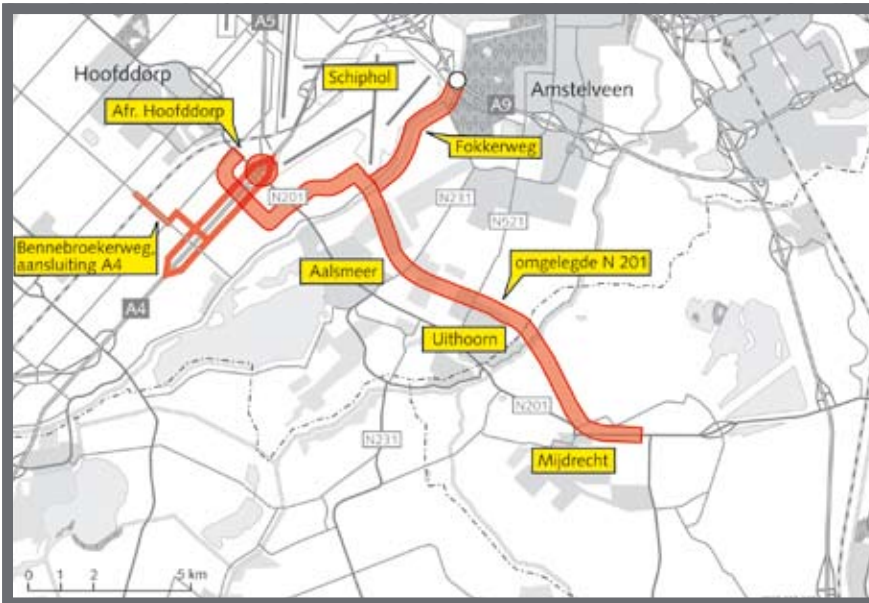 A5
Hoofddorp
Schiphol
Amstelveen
A9
Afr. Hoofddorp
Fokkerweg
N201
N231
N521
Bennebroekerweg,
aansluiting A4
Aalsmeer
omgelegde N 201
A4
Uithoorn
N201
N231
Mijdrecht
0 1 2 5 km